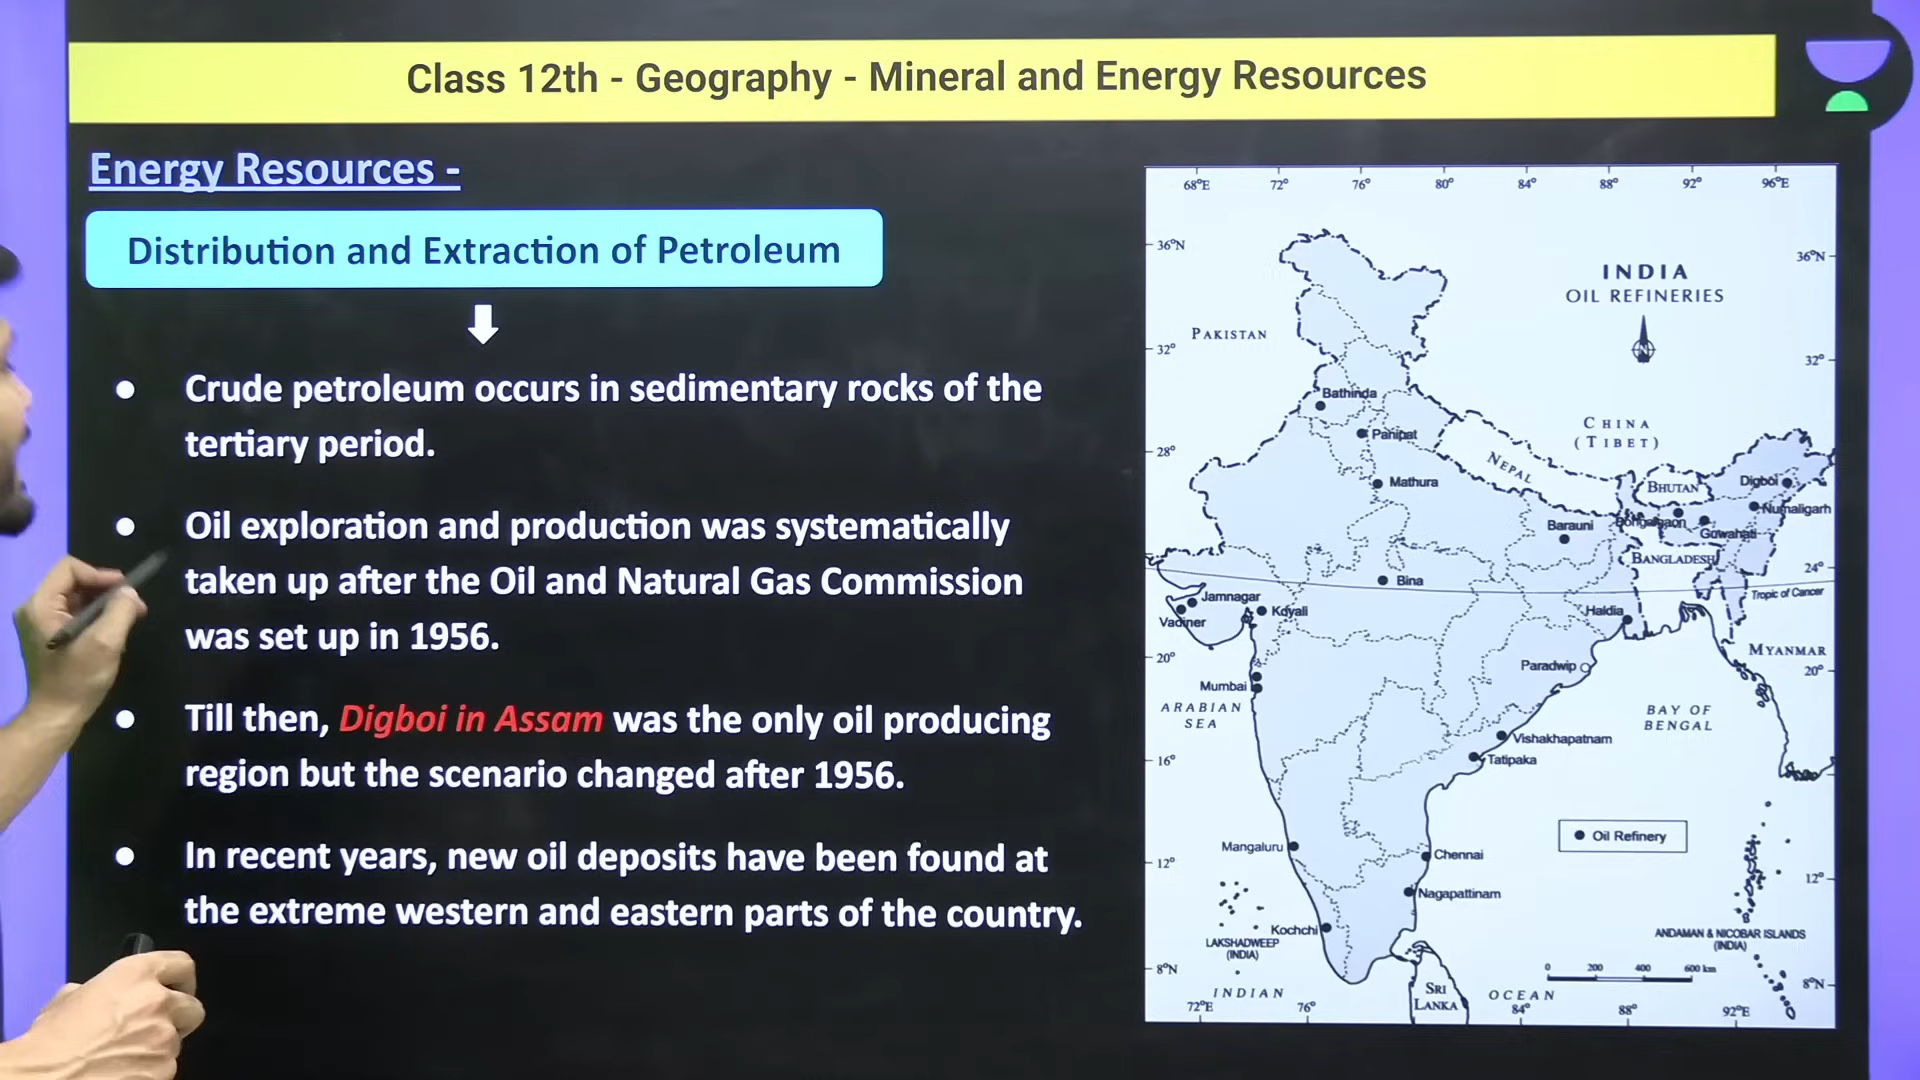 Class 12th - Geography - Mineral and Energy Resources
Energy Resources -
Distribution and Extraction of Petroleum
● Crude petroleum occurs in sedimentary rocks of the
tertiary period.
● Oil exploration and production was systematically
taken up after the Oil and Natural Gas Commission
was set up in 1956.
● Till then, Digboi in Assam was the only oil producing
region but the scenario changed after 1956.
● In recent years, new oil deposits have been found at
the extreme western and eastern parts of the country.
68°E 72° 76° 80° 84° 88° 92° 96°E
36°N 36°N
INDIA
OIL REFINERIES
N
PAKISTAN
32° 32°
Bathinda
CHINA
(TIBET)
Panipat
28°
NEPAL
Mathura
BHUTAN
Digboi
Numaligarh
Barauni
Bongaigaon
Guwahati
BANGLADESH
24°
Bina
Tropic of Cancer
Jamnagar
Koyali
Haldia
Vadiner
MYANMAR
20° 20°
Paradwip
Mumbai
ARABIAN
SEA
BAY OF
BENGAL
Vishakhapatnam
16°
Tatipaka
● Oil Refinery
Mangaluru
Chennai
12° 12°
Nagapattinam
Kochchi
LAKSHADWEEP
(INDIA)
ANDAMAN & NICOBAR ISLANDS
(INDIA)
0 200 400 600 km
8°N 8°N
SRI
LANKA
INDIAN OCEAN
72°E 76° 84° 88° 92°E